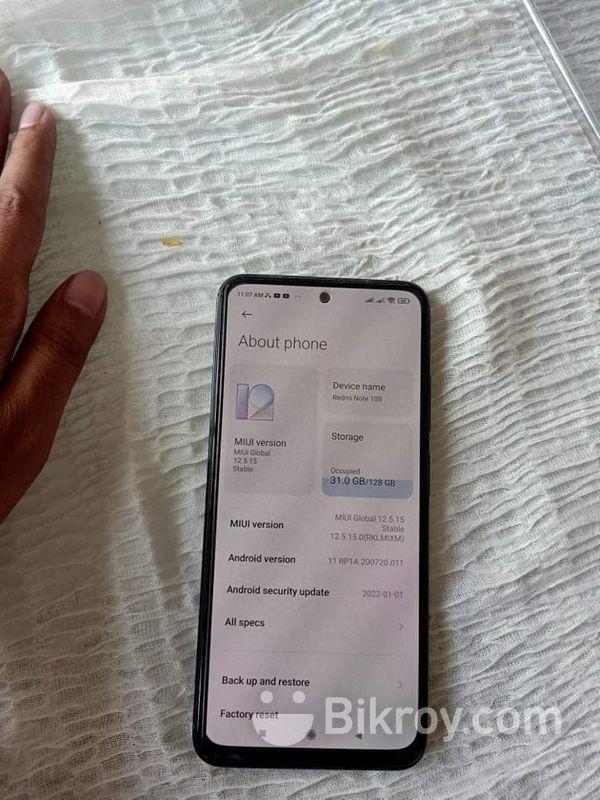 11:07 AM
About phone
Device name
Redmi Note 10S
MIUI version
MIUI Global
12.5.15
Stable
Storage
Occupied
31.0 GB/128 GB
MIUI version
MIUI Global 12.5.15
Stable
12.5.15.0(RKLMIXM)
Android version
11 RP1A.200720.011
Android security update
2022-01-01
All specs
Back up and restore
Factory reset
Bikroy.com